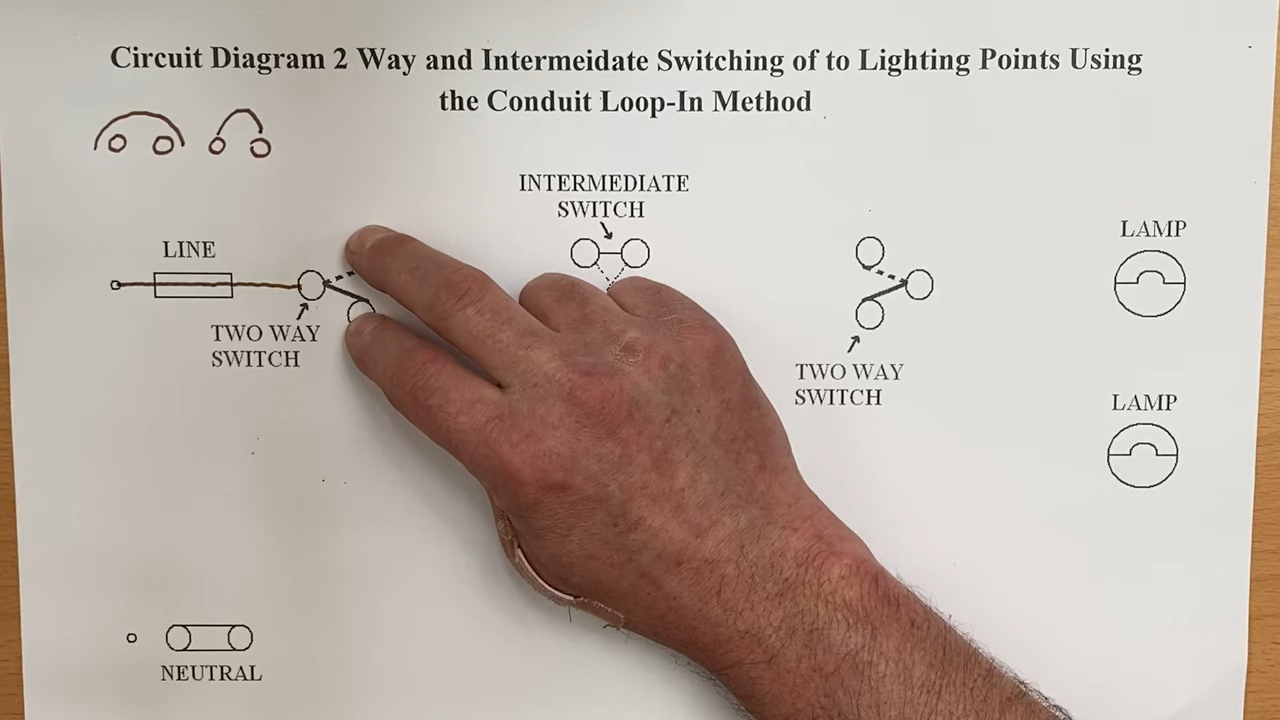 Circuit Diagram 2 Way and Intermeidate Switching of to Lighting Points Using
the Conduit Loop-In Method
INTERMEDIATE
SWITCH
LINE
LAMP
TWO WAY
SWITCH
TWO WAY
SWITCH
LAMP
NEUTRAL